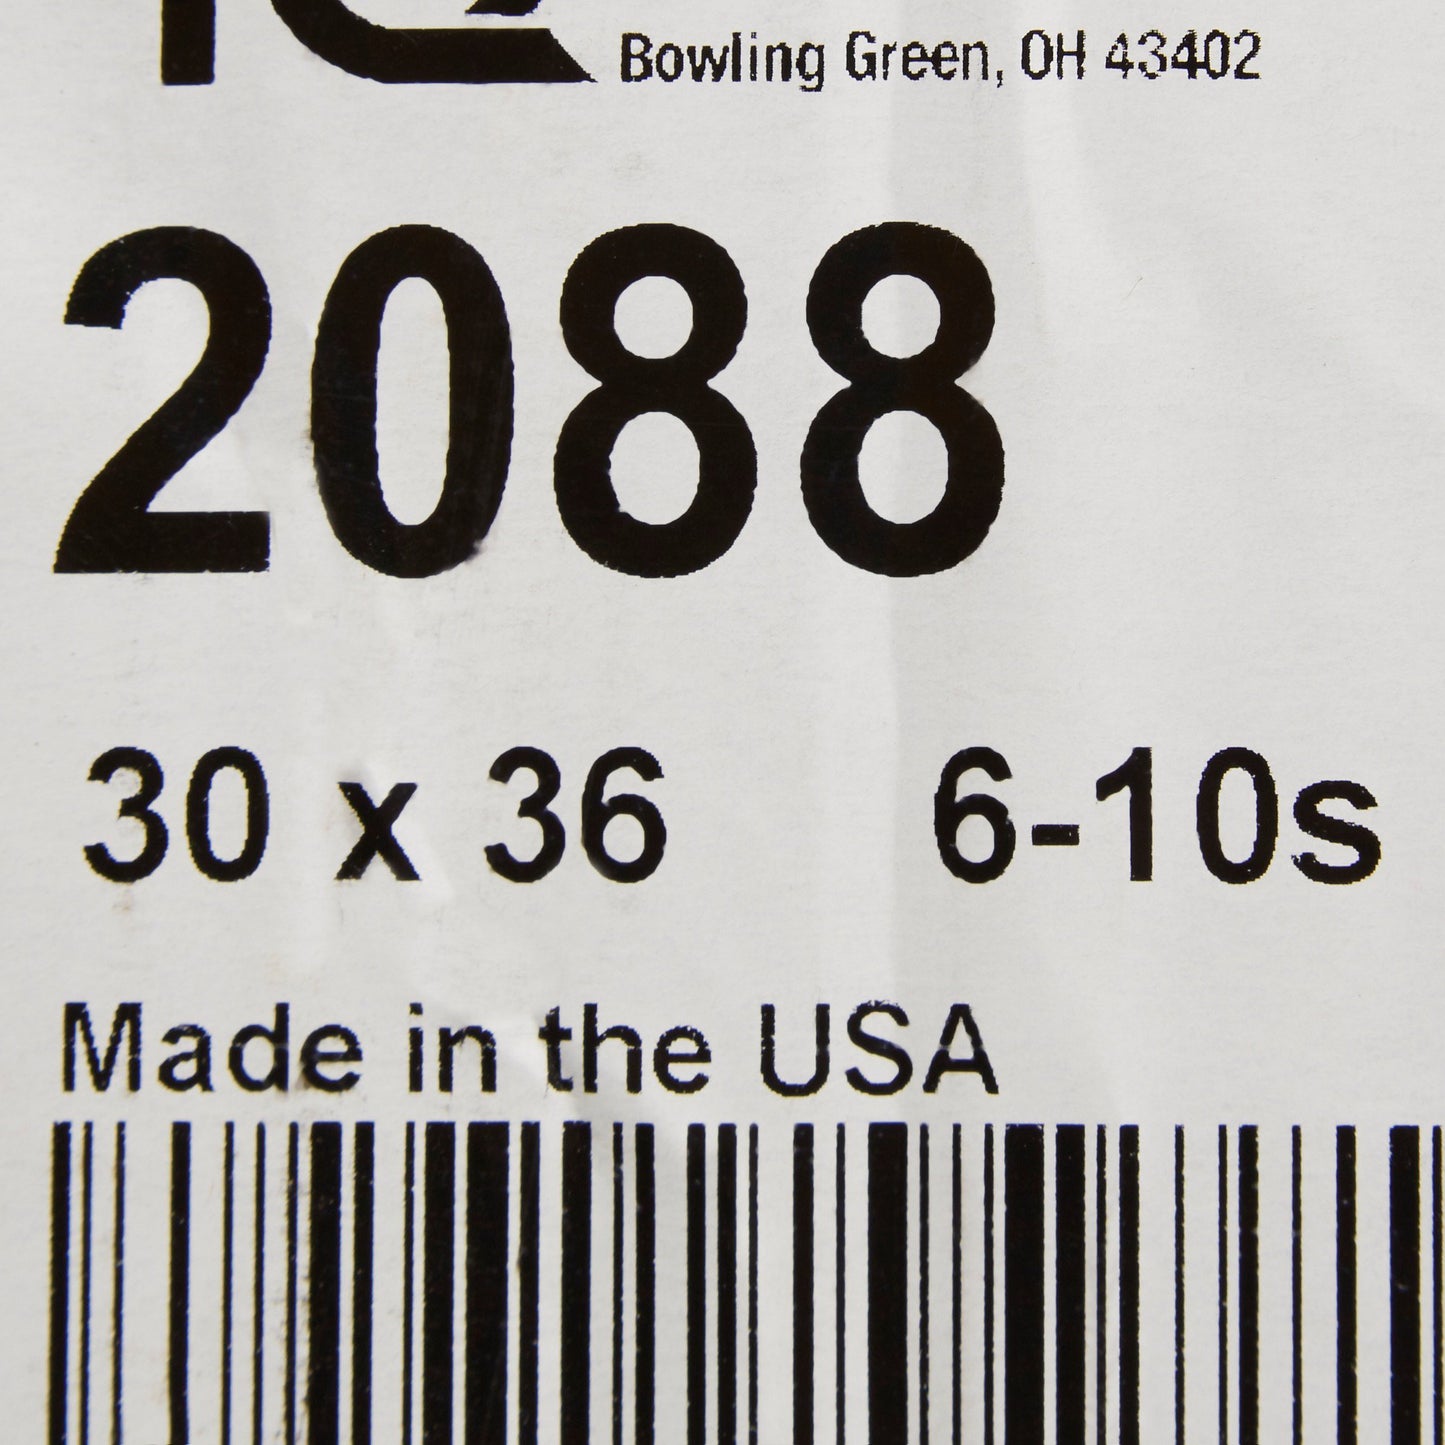 Bowling Green, OH 43402
2088
30 x 36 6-10s
Made in the USA